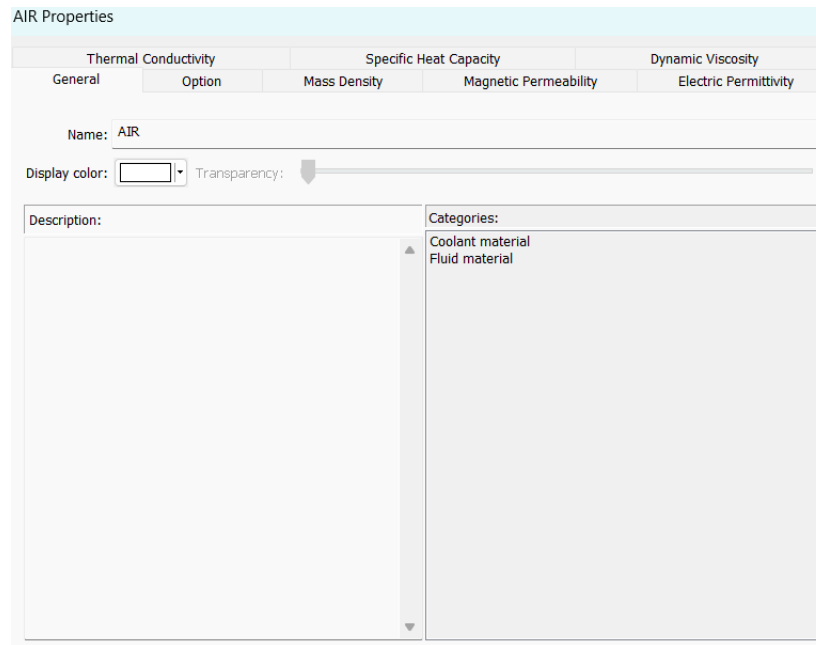 AIR Properties
Thermal Conductivity Specific Heat Capacity Dynamic Viscosity
General Option Mass Density Magnetic Permeability Electric Permittivity
Name: AIR
Display color: Transparency:
Description: Categories:
Coolant material
Fluid material